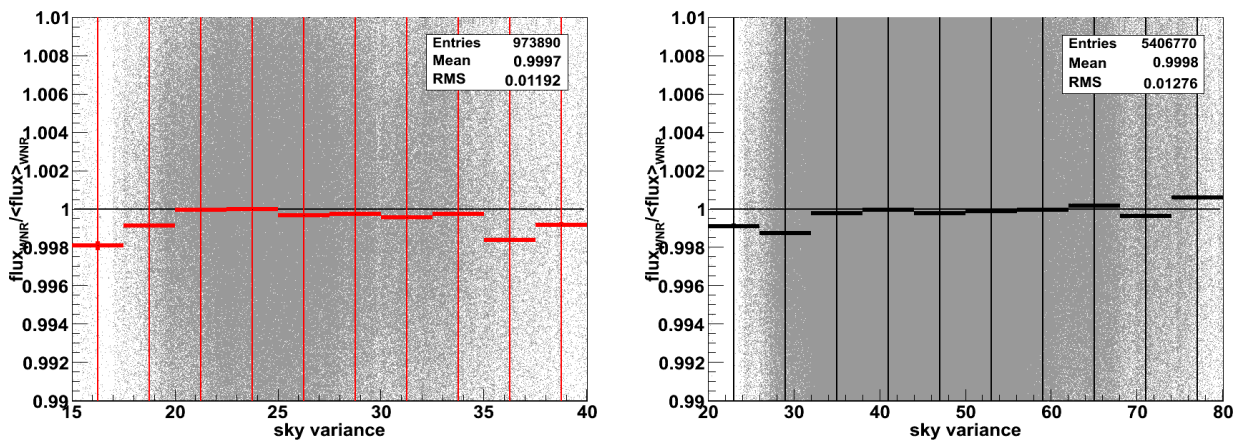 1.01
1.008
1.006
1.004
1.002
1
0.998
0.996
0.994
0.992
0.99
flux_WNR/<flux>_WNR
Entries 973890
Mean 0.9997
RMS 0.01192
15 20 25 30 35 40
sky variance
1.01
1.008
1.006
1.004
1.002
1
0.998
0.996
0.994
0.992
0.99
flux_WNR/<flux>_WNR
Entries 5406770
Mean 0.9998
RMS 0.01276
20 30 40 50 60 70 80
sky variance